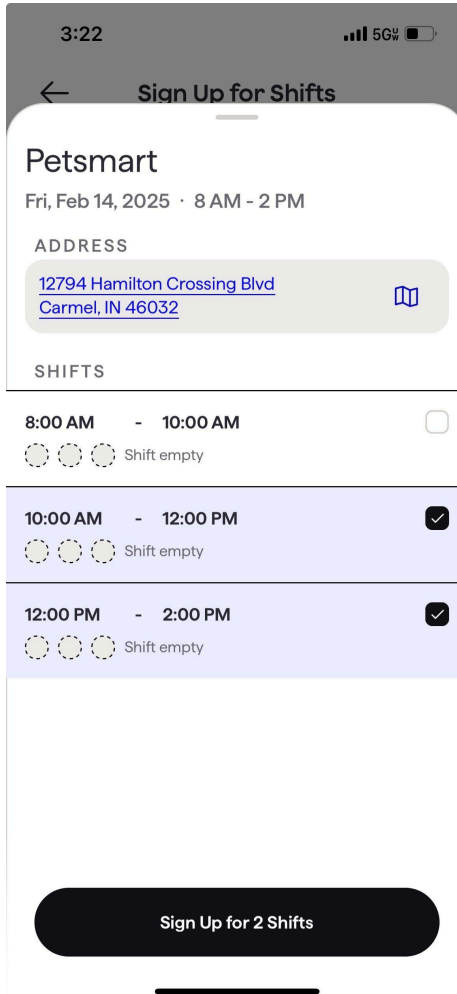 3:22
5G UW
Sign Up for Shifts
Petsmart
Fri, Feb 14, 2025 · 8 AM - 2 PM
ADDRESS
12794 Hamilton Crossing Blvd
Carmel, IN 46032
SHIFTS
8:00 AM - 10:00 AM
Shift empty
10:00 AM - 12:00 PM
Shift empty
12:00 PM - 2:00 PM
Shift empty
Sign Up for 2 Shifts